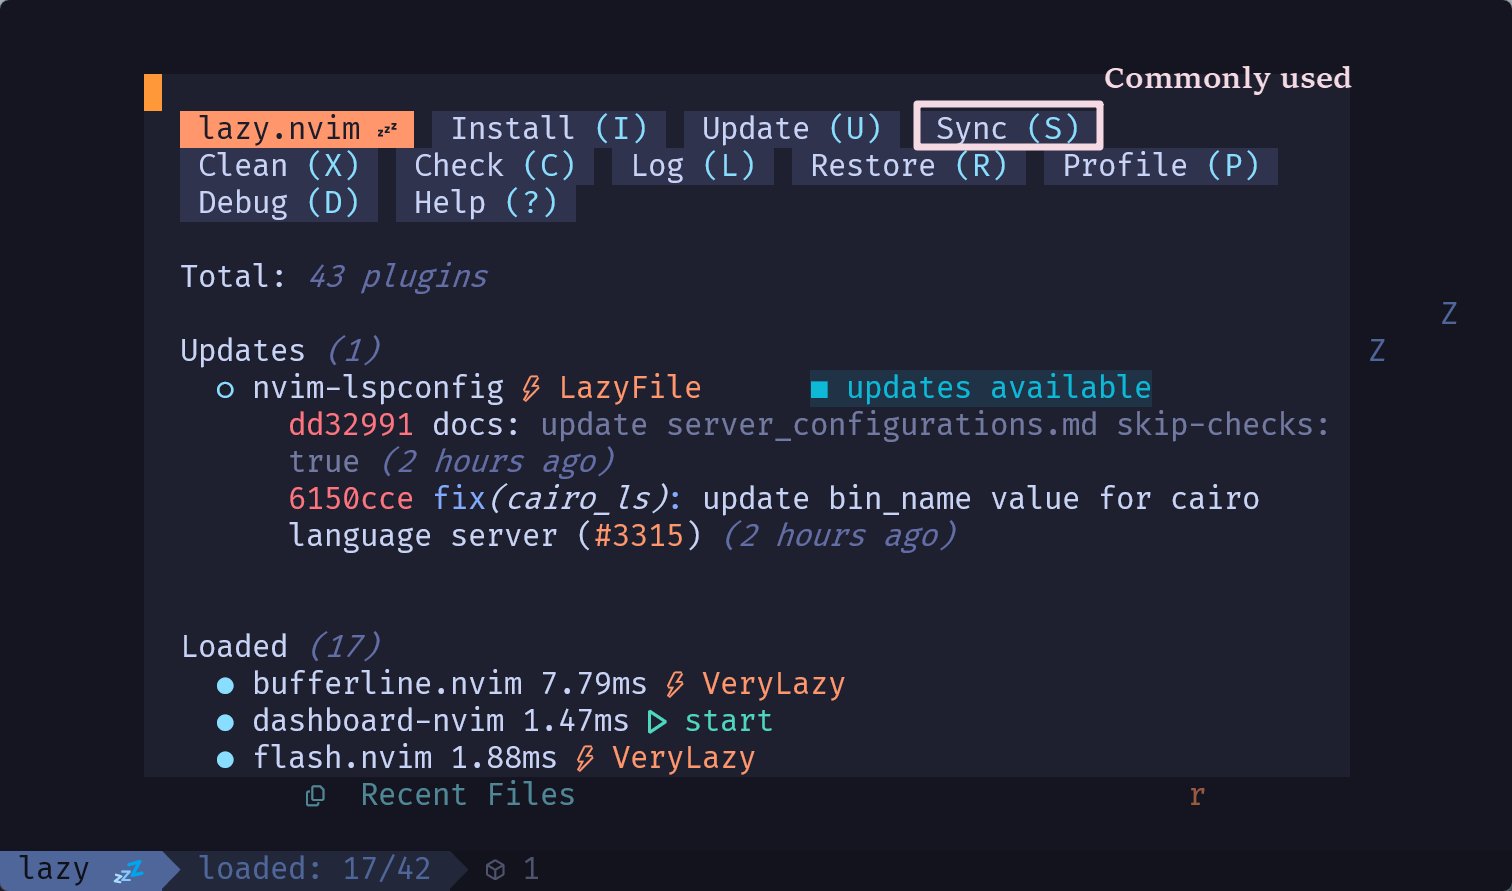 Commonly used
lazy.nvim 💤 Install (I) Update (U) Sync (S)
Clean (X) Check (C) Log (L) Restore (R) Profile (P)
Debug (D) Help (?)
Total: 43 plugins
Z
Updates (1) Z
nvim-lspconfig LazyFile ■ updates available
dd32991 docs: update server_configurations.md skip-checks:
true (2 hours ago)
6150cce fix(cairo_ls): update bin_name value for cairo
language server (#3315) (2 hours ago)
Loaded (17)
● bufferline.nvim 7.79ms VeryLazy
● dashboard-nvim 1.47ms start
● flash.nvim 1.88ms VeryLazy
Recent Files r
lazy 💤 loaded: 17/42 1